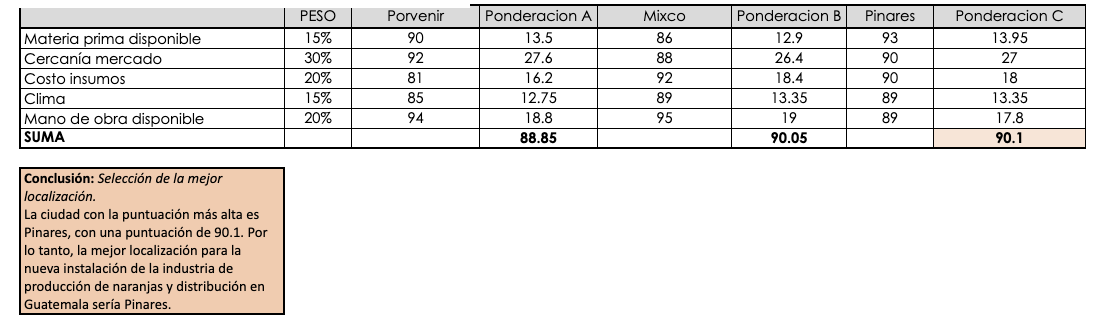 PESO Porvenir Ponderacion A Mixco Ponderacion B Pinares Ponderacion C
Materia prima disponible 15% 90 13.5 86 12.9 93 13.95
Cercanía mercado 30% 92 27.6 88 26.4 90 27
Costo insumos 20% 81 16.2 92 18.4 90 18
Clima 15% 85 12.75 89 13.35 89 13.35
Mano de obra disponible 20% 94 18.8 95 19 89 17.8
SUMA 88.85 90.05 90.1
Conclusión: Selección de la mejor
localización.
La ciudad con la puntuación más alta es
Pinares, con una puntuación de 90.1. Por
lo tanto, la mejor localización para la
nueva instalación de la industria de
producción de naranjas y distribución en
Guatemala sería Pinares.